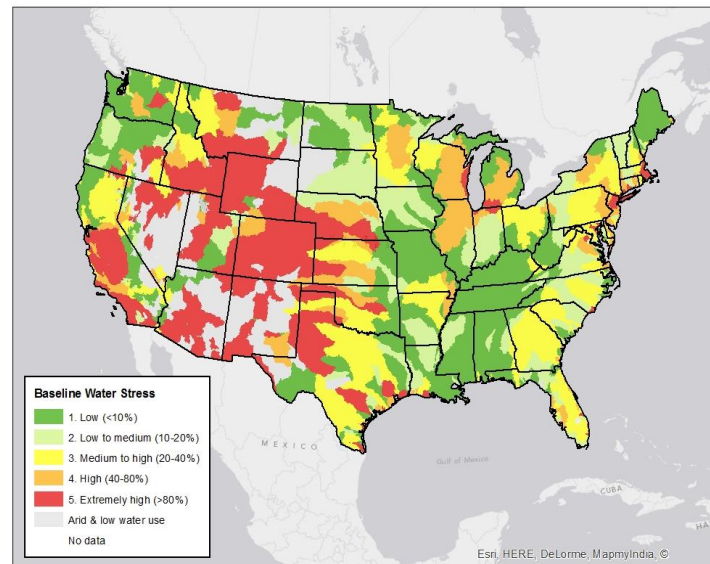 Baseline Water Stress
1. Low (<10%)
2. Low to medium (10-20%)
3. Medium to high (20-40%)
4. High (40-80%)
5. Extremely high (>80%)
Arid & low water use
No data
MEXICO
Gulf of Mexico
CUBA
HA
Esri, HERE, DeLorme, MapmyIndia, ©